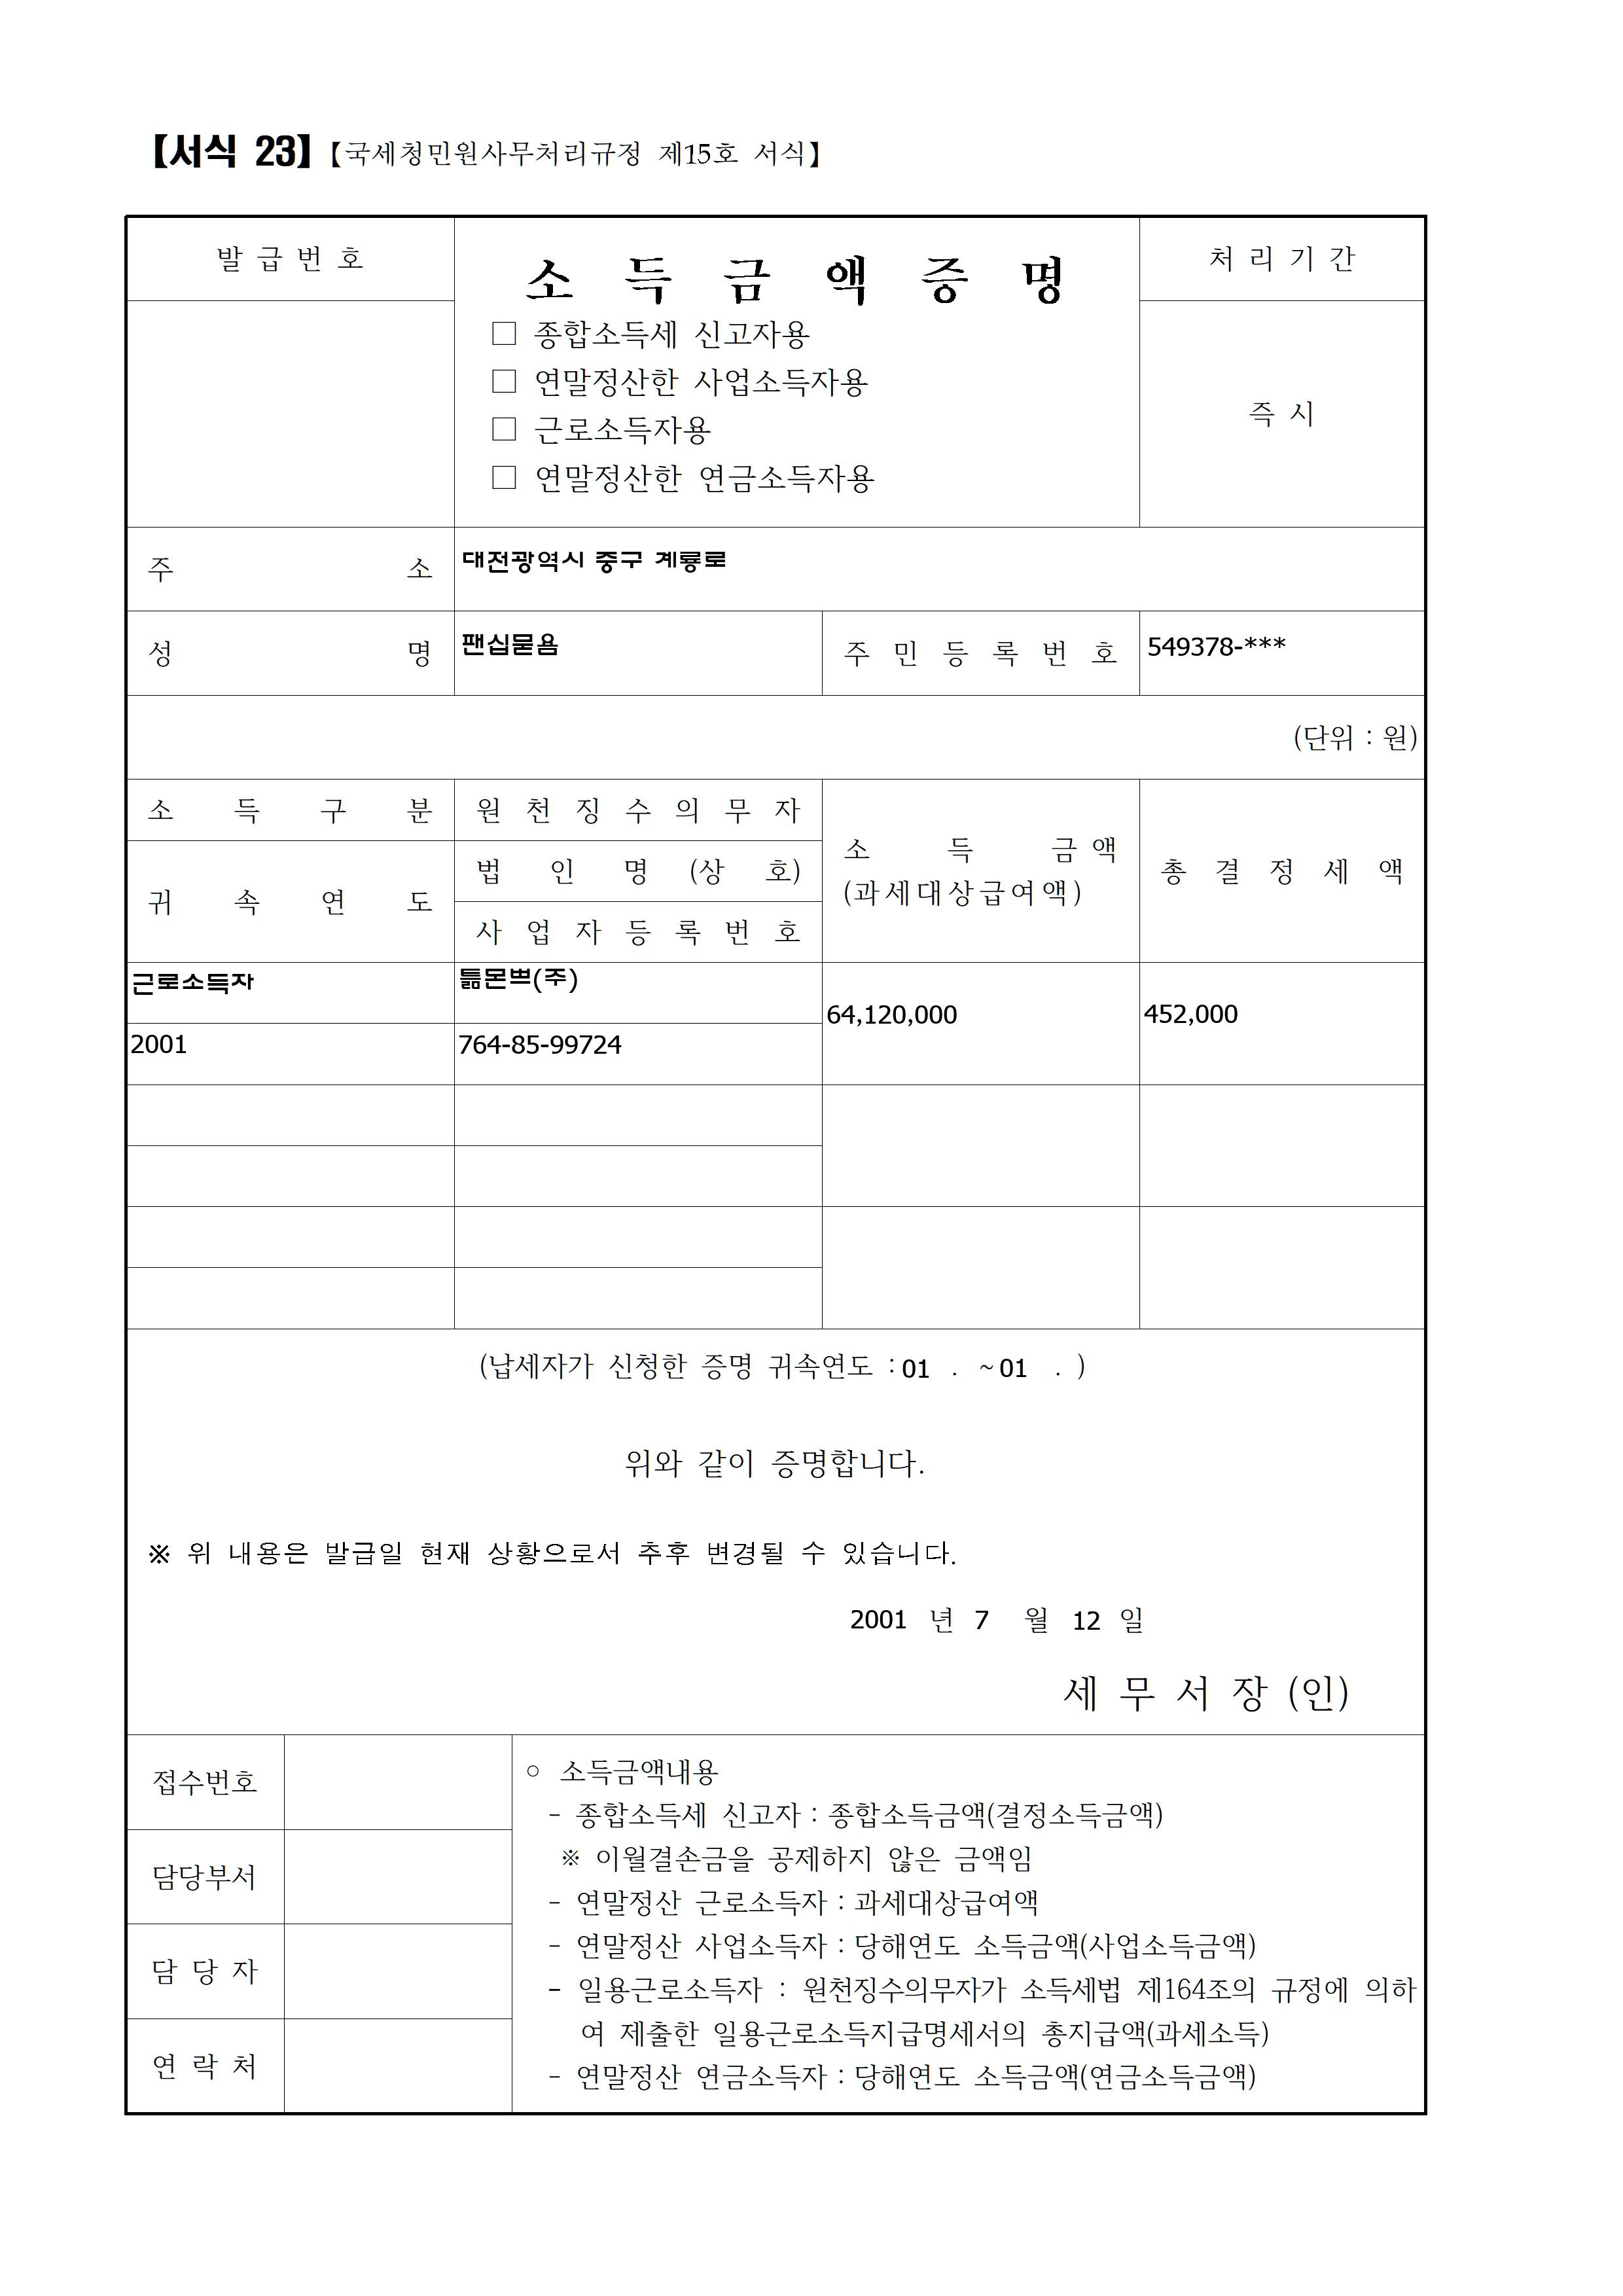 【서식 23】【국세청민원사무처리규정 제15호 서식】
발 급 번 호
소 득 금 액 증 명
처 리 기 간
□ 종합소득세 신고자용
□ 연말정산한 사업소득자용
□ 근로소득자용
□ 연말정산한 연금소득자용
즉 시
주 소
대전광역시 중구 계룡로
성 명
팬십묻욤
주 민 등 록 번 호
549378-***
(단위 : 원)
소 득 구 분
원 천 징 수 의 무 자
소 득 금 액
(과세대상급여액)
총 결 정 세 액
귀 속 연 도
법 인 명 (상 호)
사 업 자 등 록 번 호
근로소득자
틂몬쁘(주)
64,120,000
452,000
2001
764-85-99724
(납세자가 신청한 증명 귀속연도 : 01 . ~ 01 . )
위와 같이 증명합니다.
※ 위 내용은 발급일 현재 상황으로서 추후 변경될 수 있습니다.
2001 년 7 월 12 일
세 무 서 장 (인)
접수번호
담당부서
담 당 자
연 락 처
○ 소득금액내용
- 종합소득세 신고자 : 종합소득금액(결정소득금액)
※ 이월결손금을 공제하지 않은 금액임
- 연말정산 근로소득자 : 과세대상급여액
- 연말정산 사업소득자 : 당해연도 소득금액(사업소득금액)
- 일용근로소득자 : 원천징수의무자가 소득세법 제164조의 규정에 의하
여 제출한 일용근로소득지급명세서의 총지급액(과세소득)
- 연말정산 연금소득자 : 당해연도 소득금액(연금소득금액)